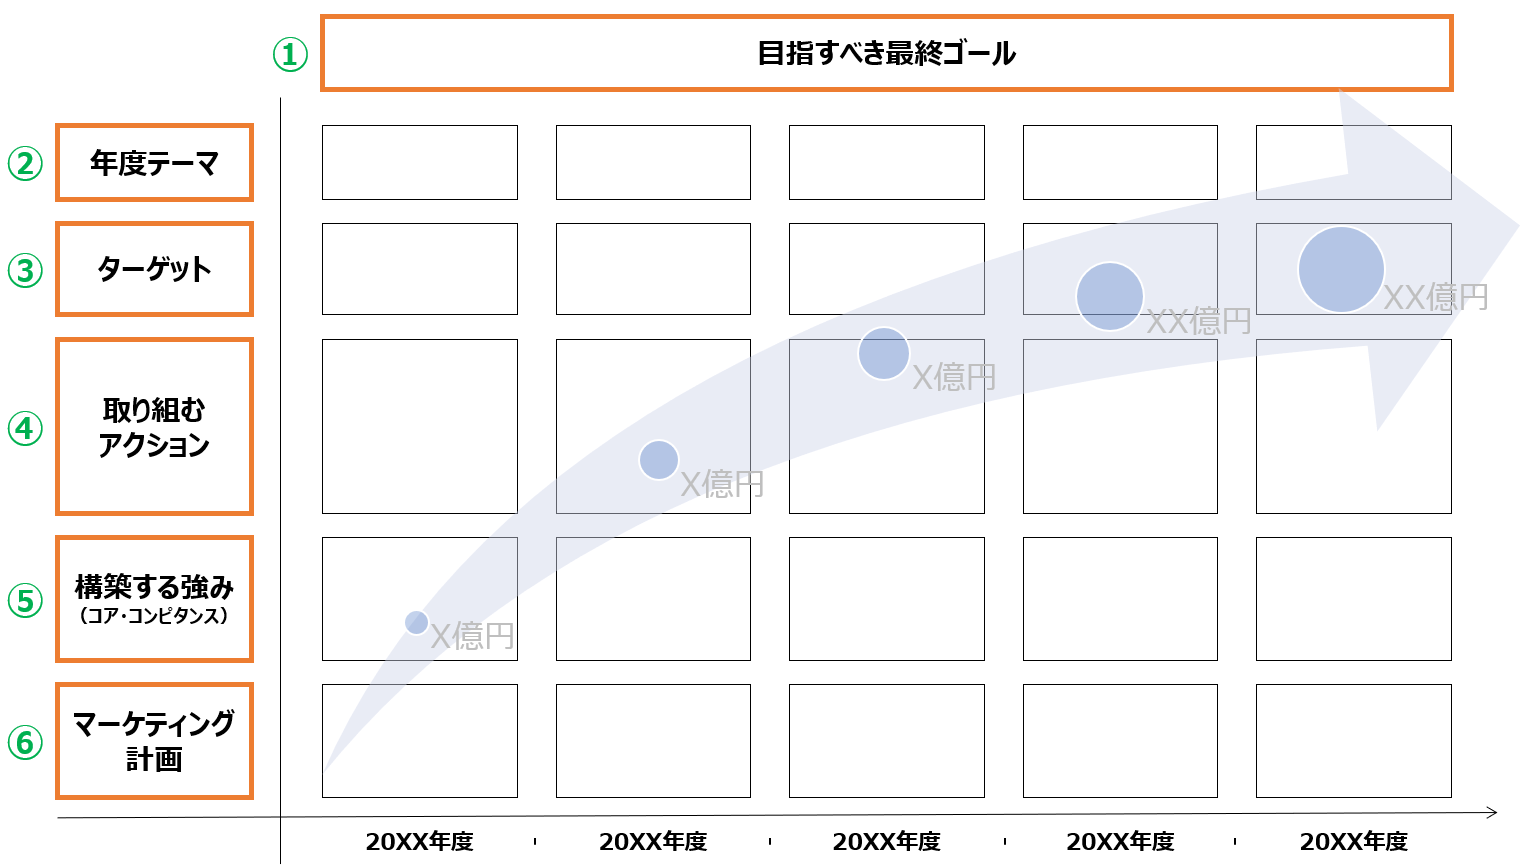 ① 目指すべき最終ゴール
② 年度テーマ
③ ターゲット
XX億円
XX億円
X億円
④ 取り組む
アクション
X億円
⑤ 構築する強み
（コア・コンピタンス）
X億円
⑥ マーケティング
計画
20XX年度 20XX年度 20XX年度 20XX年度 20XX年度